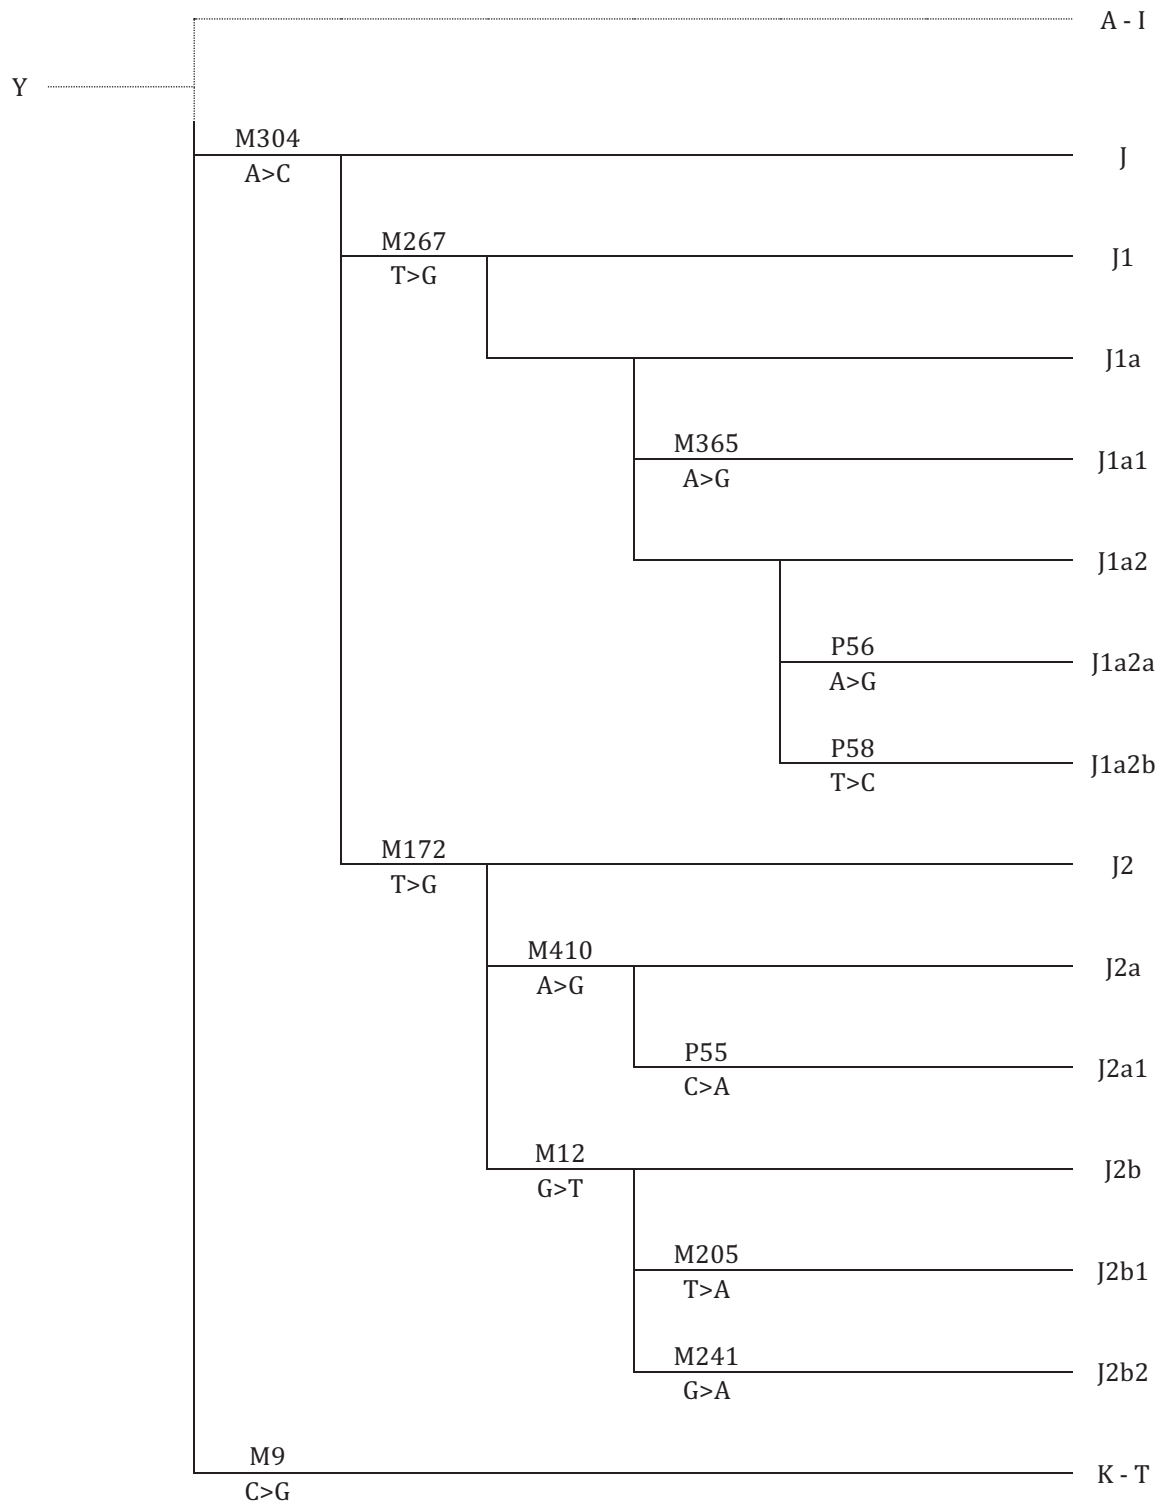 A - I
Y
M304
A>C
J
M267
T>G
J1
J1a
M365
A>G
J1a1
J1a2
P56
A>G
J1a2a
P58
T>C
J1a2b
M172
T>G
J2
M410
A>G
J2a
P55
C>A
J2a1
M12
G>T
J2b
M205
T>A
J2b1
M241
G>A
J2b2
M9
C>G
K - T